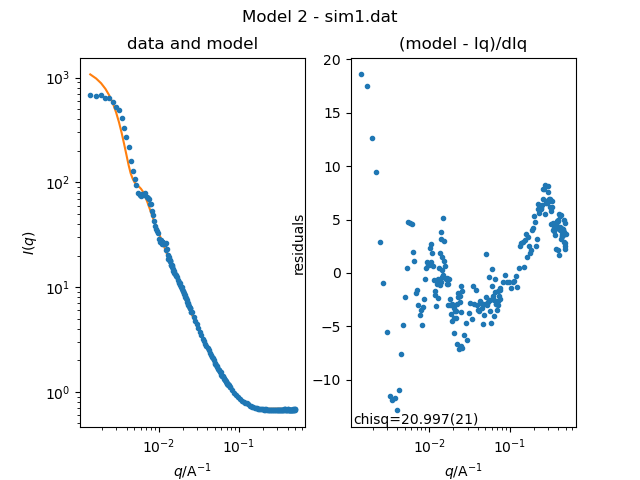 Model 2 - sim1.dat
data and model
(model - Iq)/dIq
10³
10²
10¹
10⁰
I(q)
10⁻²
10⁻¹
q/A⁻¹
20
15
10
5
0
−5
−10
residuals
chisq=20.997(21)
10⁻²
10⁻¹
q/A⁻¹